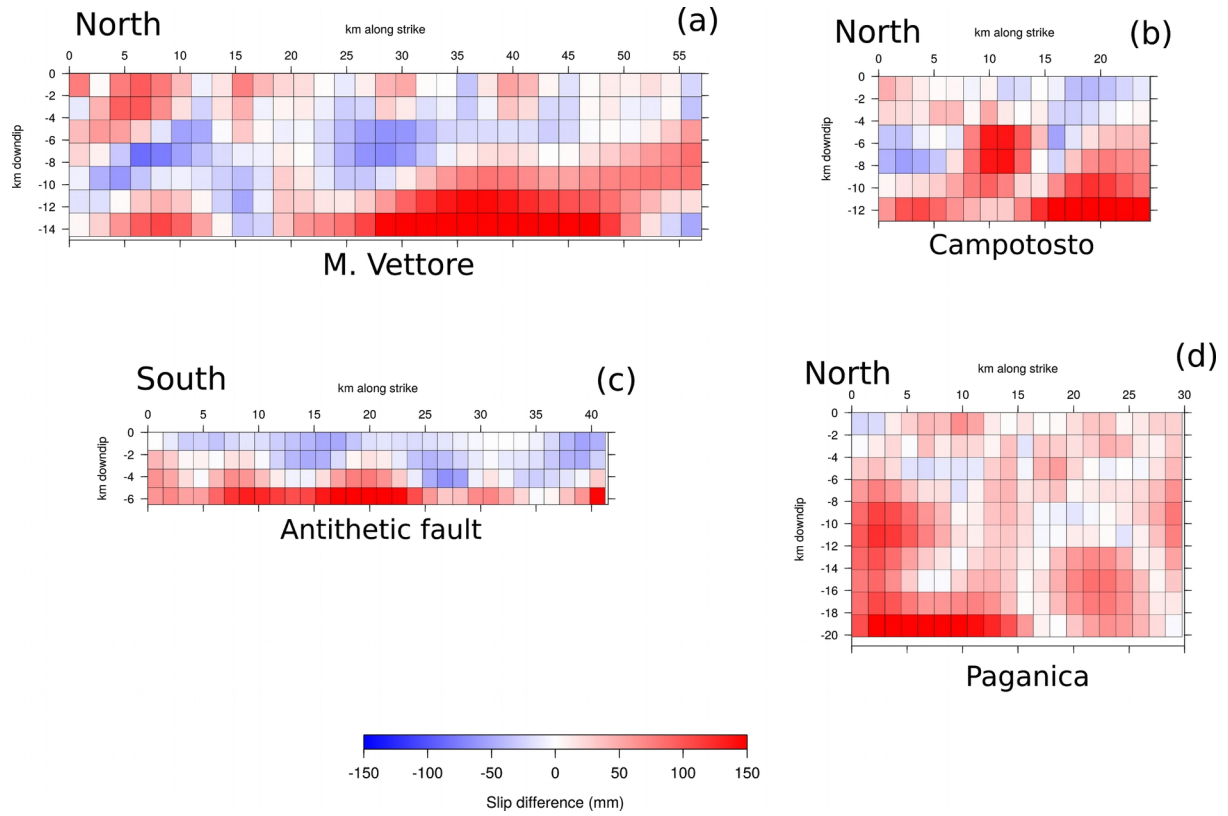 North
km along strike
(a)
0 5 10 15 20 25 30 35 40 45 50 55
km downdip
0
-2
-4
-6
-8
-10
-12
-14
M. Vettore
North
km along strike
(b)
0 5 10 15 20
km downdip
0
-2
-4
-6
-8
-10
-12
Campotosto
South
km along strike
(c)
0 5 10 15 20 25 30 35 40
km downdip
0
-2
-4
-6
Antithetic fault
North
km along strike
(d)
0 5 10 15 20 25 30
km downdip
0
-2
-4
-6
-8
-10
-12
-14
-16
-18
-20
Paganica
-150 -100 -50 0 50 100 150
Slip difference (mm)